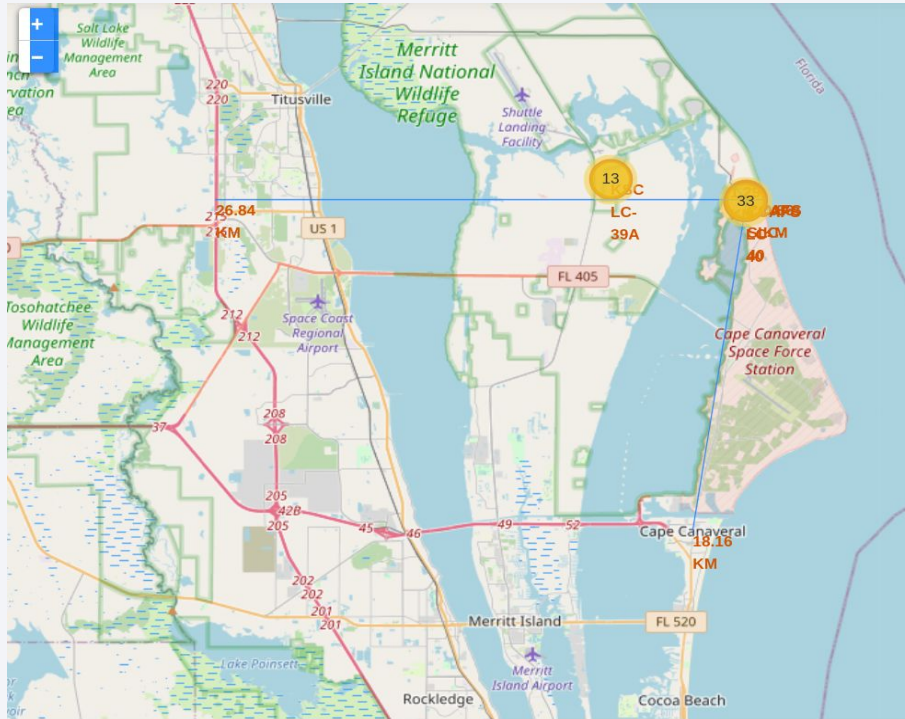 +
−
Salt Lake
Wildlife
Management
Area
220
220
Titusville
Merritt
Island National
Wildlife
Refuge
Shuttle
Landing
Facility
Florida
13
KSC
LC-
39A
33
40
26.84
KM
US 1
FL 405
212
212
Space Coast
Regional
Airport
Tosohatchee
Wildlife
Management
Area
Cape Canaveral
Space Force
Station
37
208
208
205
42B
205
45
46
49
52
Cape Canaveral
18.16
KM
202
202
201
201
Merritt Island
FL 520
Lake Poinsett
Merritt
Island Airport
Rockledge
Cocoa Beach